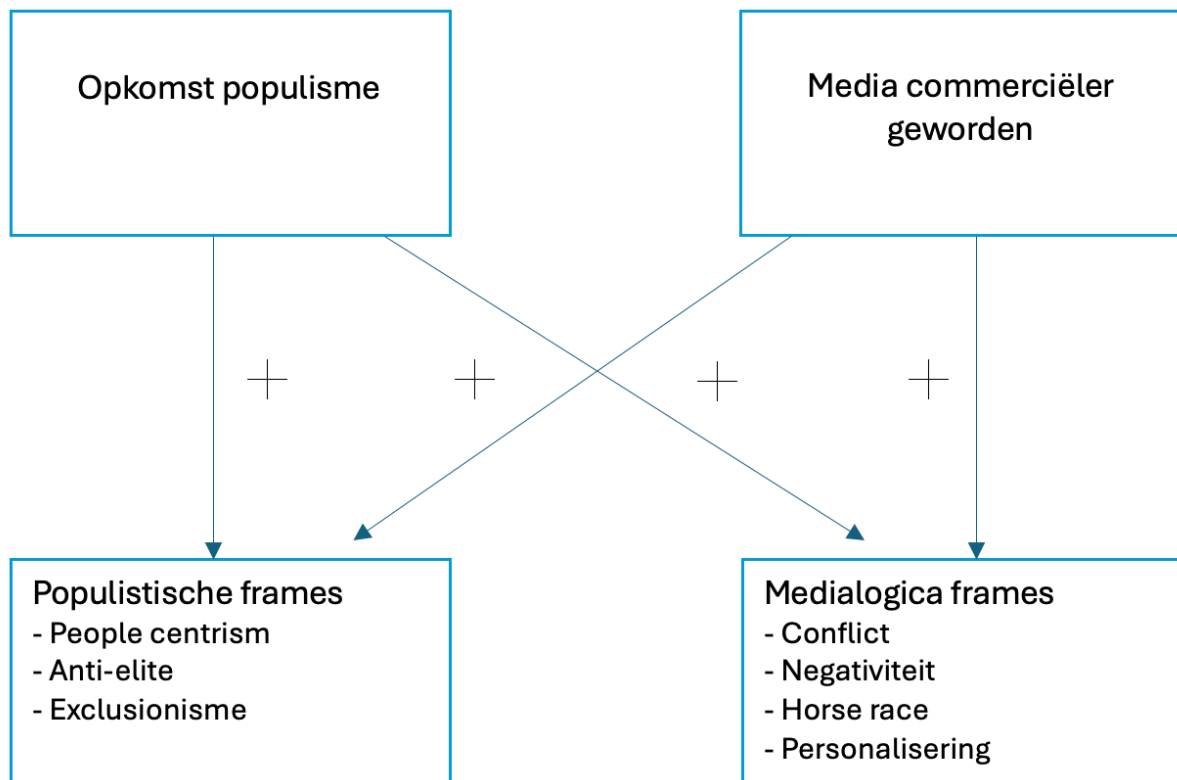 Opkomst populisme
Media commerciëler
geworden
+ + + +
Populistische frames
- People centrism
- Anti-elite
- Exclusionisme
Medialogica frames
- Conflict
- Negativiteit
- Horse race
- Personalisering